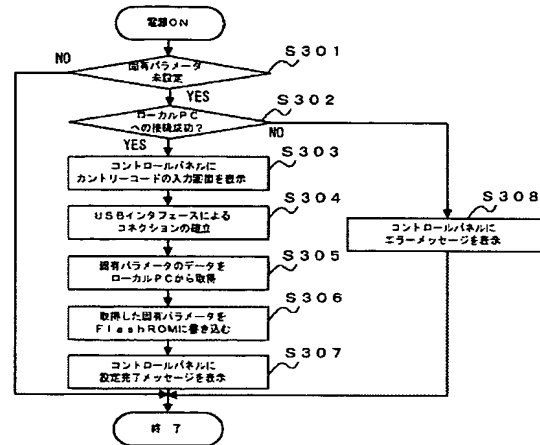 電源ON
S301
NO
固有パラメータ
未設定
YES
S302
ローカルPC
への接続成功?
NO
YES
S303
コントロールパネルに
カントリーコードの入力画面を表示
S304
USBインタフェースによる
コネクションの確立
S308
コントロールパネルに
エラーメッセージを表示
S305
固有パラメータのデータを
ローカルPCから取得
S306
取得した固有パラメータを
FlashROMに書き込む
S307
コントロールパネルに
設定完了メッセージを表示
終了